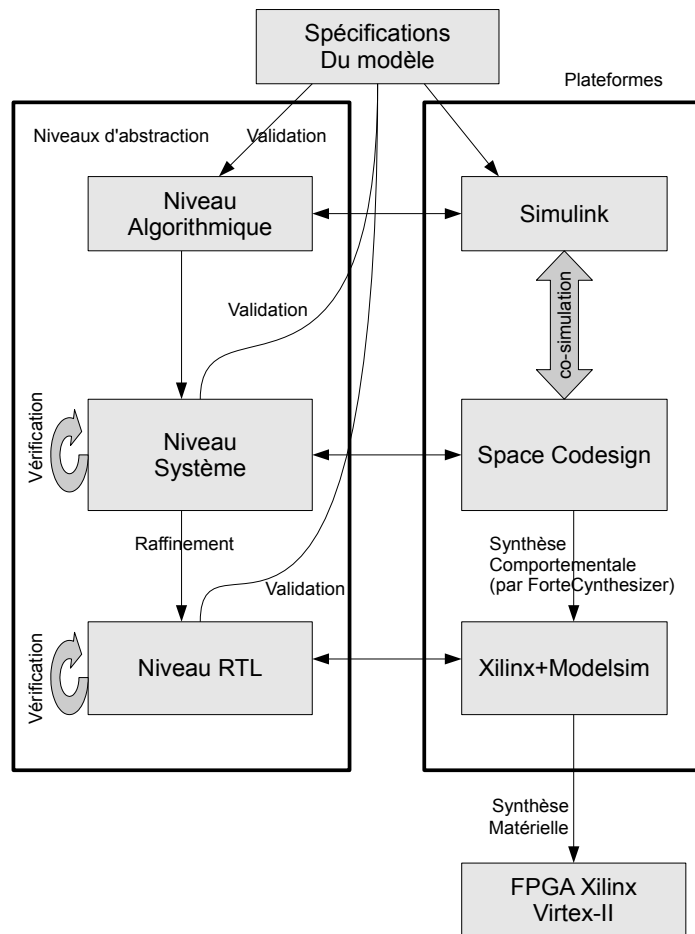 Spécifications
Du modèle
Plateformes
Niveaux d'abstraction
Validation
Niveau
Algorithmique
Simulink
Validation
co-simulation
Vérification
Niveau
Système
Space Codesign
Raffinement
Synthèse
Comportementale
(par ForteCynthesizer)
Validation
Vérification
Niveau RTL
Xilinx+Modelsim
Synthèse
Matérielle
FPGA Xilinx
Virtex-II